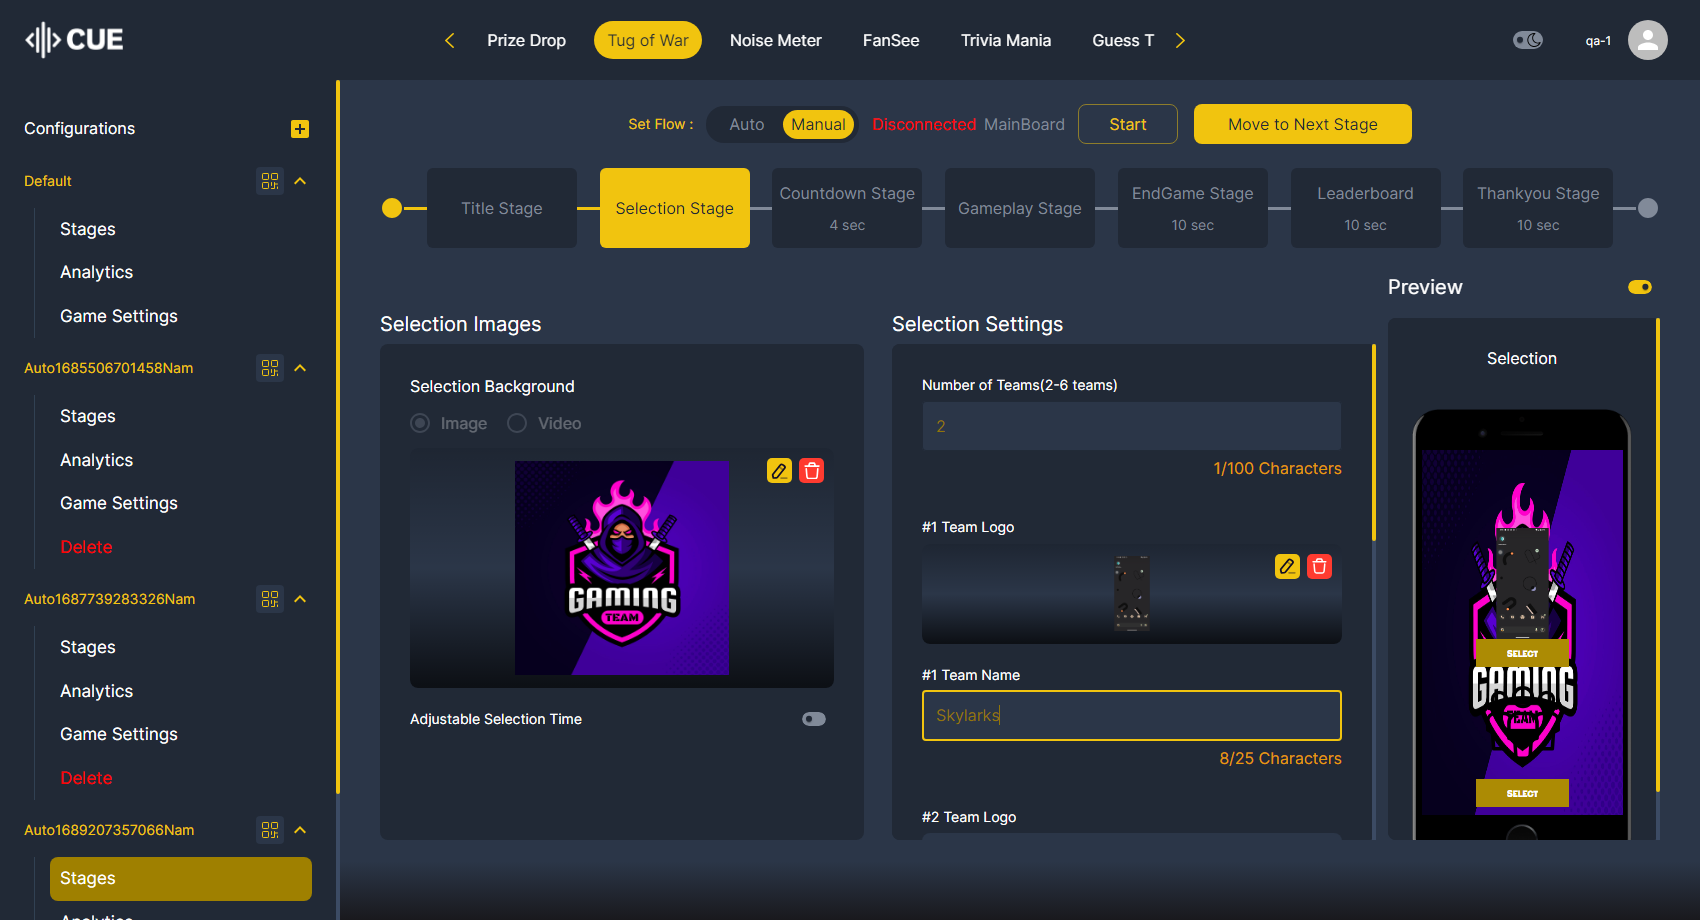 CUE
Prize Drop
Tug of War
Noise Meter
FanSee
Trivia Mania
Guess T
qa-1
Configurations
Default
Stages
Analytics
Game Settings
Auto1685506701458Nam
Stages
Analytics
Game Settings
Delete
Auto1687739283326Nam
Stages
Analytics
Game Settings
Delete
Auto1689207357066Nam
Stages
Analytics
Set Flow :
Auto
Manual
Disconnected MainBoard
Start
Move to Next Stage
Title Stage
Selection Stage
Countdown Stage
4 sec
Gameplay Stage
EndGame Stage
10 sec
Leaderboard
10 sec
Thankyou Stage
10 sec
Selection Images
Selection Background
Image
Video
GAMING
TEAM
Adjustable Selection Time
Selection Settings
Number of Teams(2-6 teams)
2
1/100 Characters
#1 Team Logo
#1 Team Name
Skylarks
8/25 Characters
#2 Team Logo
Preview
Selection
SELECT
GAMING
TEAM
SELECT